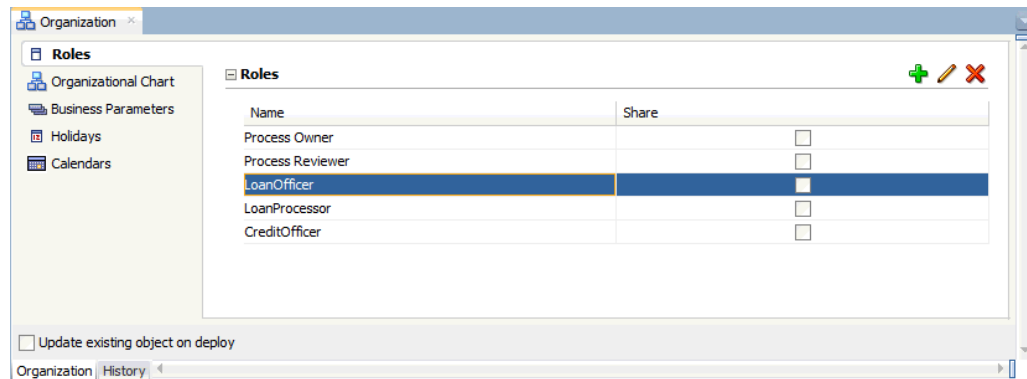 Organization
Roles
Organizational Chart
Business Parameters
Holidays
Calendars
Roles
Name Share
Process Owner
Process Reviewer
LoanOfficer
LoanProcessor
CreditOfficer
Update existing object on deploy
Organization History